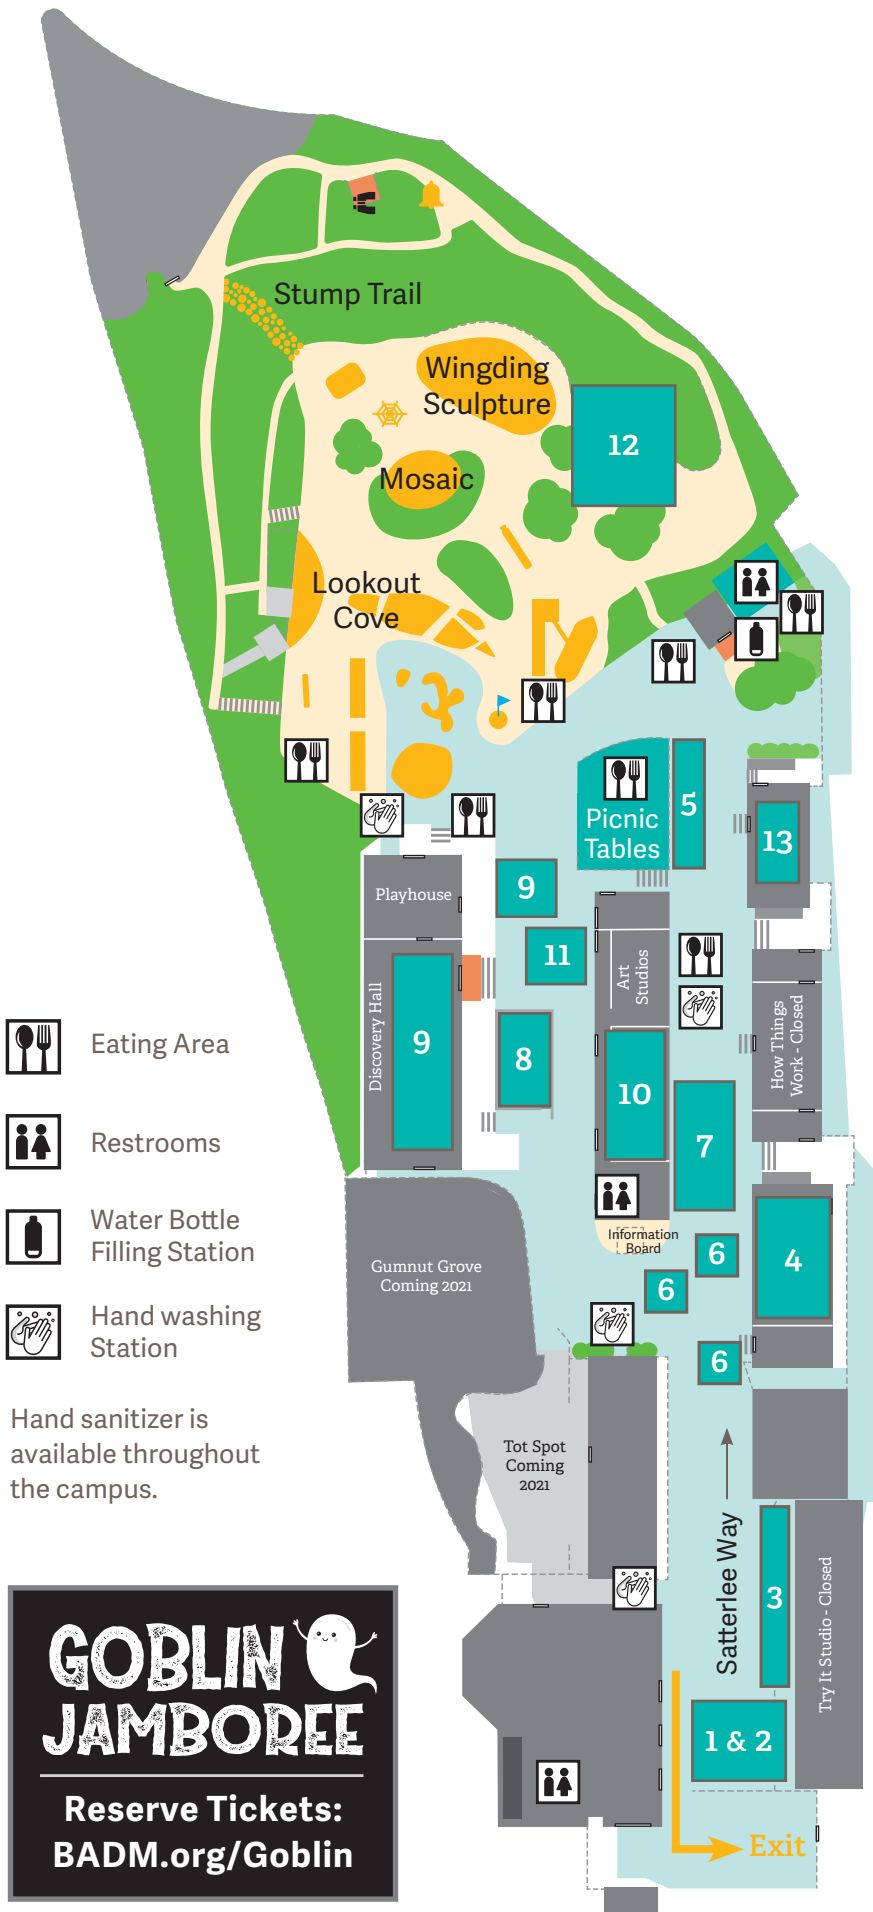 Stump Trail
Wingding
Sculpture
12
Mosaic
Lookout
Cove
Picnic
Tables
5
13
Playhouse
9
11
Art
Studios
Discovery Hall
9
8
10
7
How Things
Work - Closed
Eating Area
Restrooms
Water Bottle
Filling Station
Hand washing
Station
Hand sanitizer is
available throughout
the campus.
Information
Board
6
6
6
4
Gumnut Grove
Coming 2021
Tot Spot
Coming
2021
Satterlee Way
3
Try It Studio - Closed
1 & 2
Exit
GOBLIN
JAMBOREE
Reserve Tickets:
BADM.org/Goblin